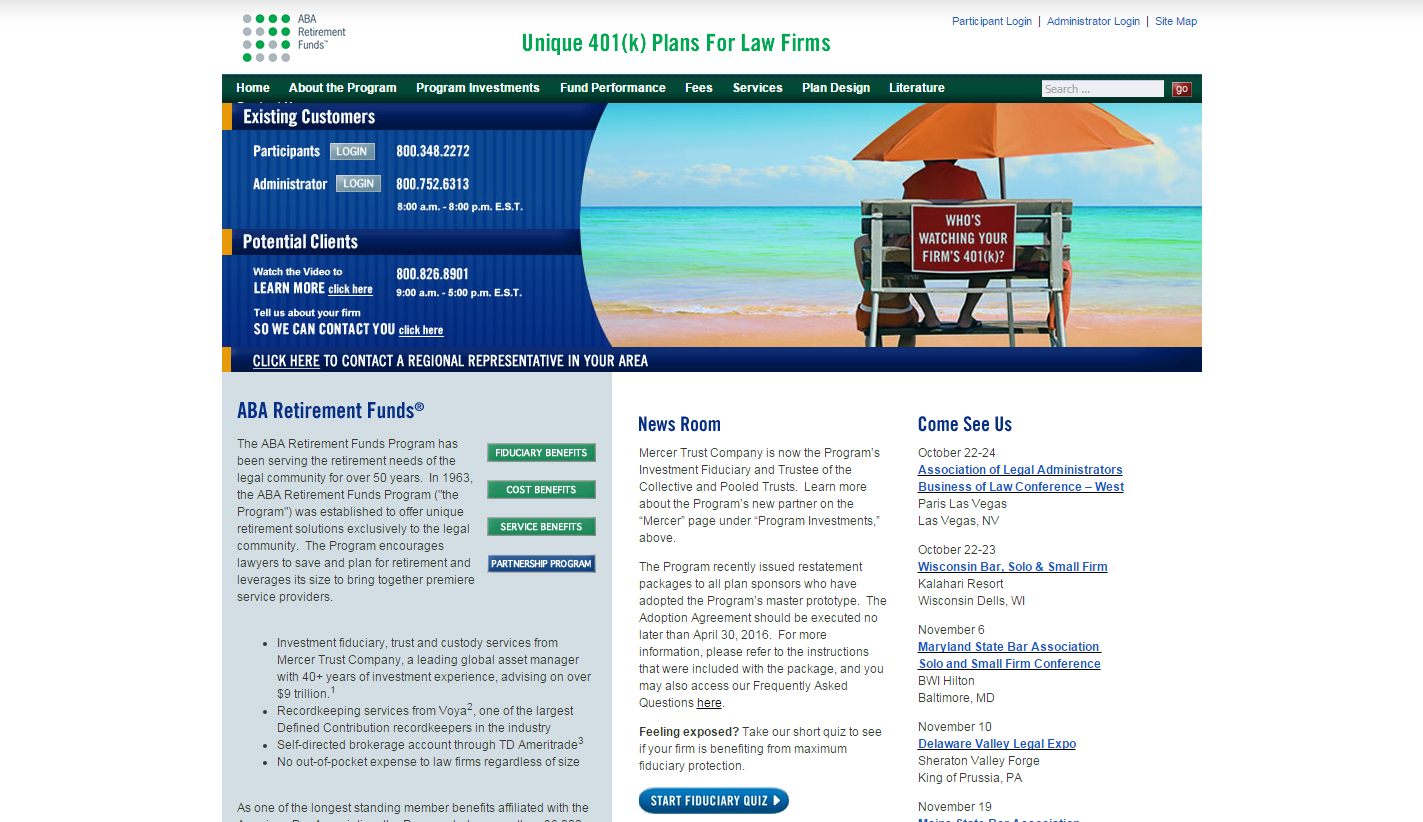 ABA
Retirement
Funds™
Unique 401(k) Plans For Law Firms
Participant Login | Administrator Login | Site Map
Home About the Program Program Investments Fund Performance Fees Services Plan Design Literature
Search ... go
Existing Customers
Participants LOGIN 800.348.2272
Administrator LOGIN 800.752.6313
8:00 a.m. - 8:00 p.m. E.S.T.
Potential Clients
Watch the Video to
LEARN MORE click here
800.826.8901
9:00 a.m. - 5:00 p.m. E.S.T.
Tell us about your firm
SO WE CAN CONTACT YOU click here
WHO'S
WATCHING YOUR
FIRM'S 401(k)?
CLICK HERE TO CONTACT A REGIONAL REPRESENTATIVE IN YOUR AREA
ABA Retirement Funds®
The ABA Retirement Funds Program has
been serving the retirement needs of the
legal community for over 50 years. In 1963,
the ABA Retirement Funds Program ("the
Program") was established to offer unique
retirement solutions exclusively to the legal
community. The Program encourages
lawyers to save and plan for retirement and
leverages its size to bring together premiere
service providers.
FIDUCIARY BENEFITS
COST BENEFITS
SERVICE BENEFITS
PARTNERSHIP PROGRAM
• Investment fiduciary, trust and custody services from
Mercer Trust Company, a leading global asset manager
with 40+ years of investment experience, advising on over
$9 trillion.1
• Recordkeeping services from Voya2, one of the largest
Defined Contribution recordkeepers in the industry
• Self-directed brokerage account through TD Ameritrade3
• No out-of-pocket expense to law firms regardless of size
As one of the longest standing member benefits affiliated with the
News Room
Mercer Trust Company is now the Program's
Investment Fiduciary and Trustee of the
Collective and Pooled Trusts. Learn more
about the Program's new partner on the
“Mercer” page under “Program Investments,”
above.
The Program recently issued restatement
packages to all plan sponsors who have
adopted the Program's master prototype. The
Adoption Agreement should be executed no
later than April 30, 2016. For more
information, please refer to the instructions
that were included with the package, and you
may also access our Frequently Asked
Questions here.
Feeling exposed? Take our short quiz to see
if your firm is benefiting from maximum
fiduciary protection.
START FIDUCIARY QUIZ
Come See Us
October 22-24
Association of Legal Administrators
Business of Law Conference – West
Paris Las Vegas
Las Vegas, NV
October 22-23
Wisconsin Bar, Solo & Small Firm
Kalahari Resort
Wisconsin Dells, WI
November 6
Maryland State Bar Association
Solo and Small Firm Conference
BWI Hilton
Baltimore, MD
November 10
Delaware Valley Legal Expo
Sheraton Valley Forge
King of Prussia, PA
November 19
Maine State Bar Association